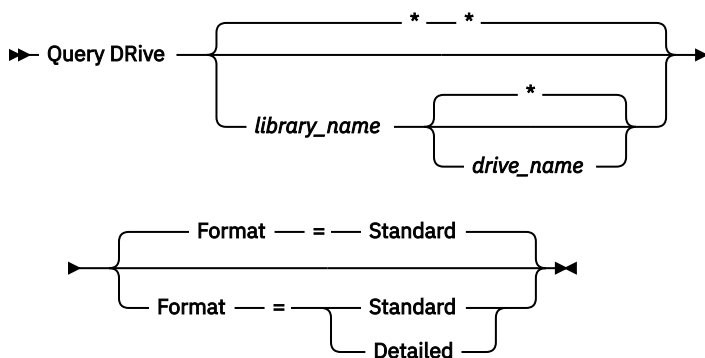 * *
Query DRive
library_name
*
drive_name
Format = Standard
Format = Standard
Detailed